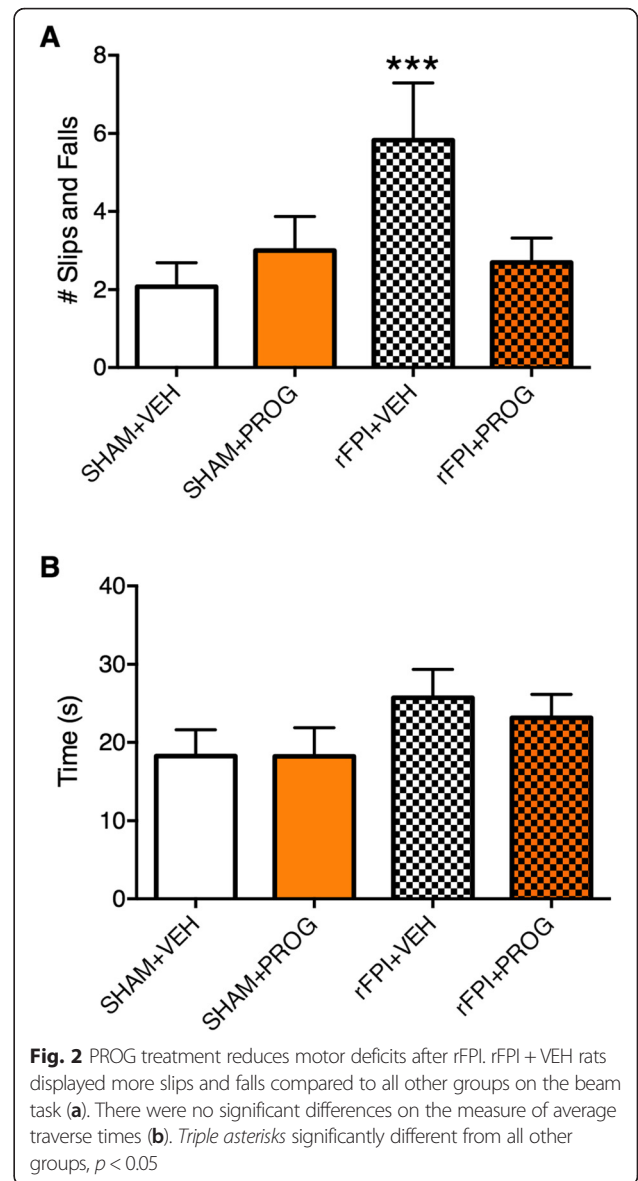 A
***
# Slips and Falls
8
6
4
2
0
SHAM+VEH
SHAM+PROG
rFPI+VEH
rFPI+PROG
B
Time (s)
40
30
20
10
0
SHAM+VEH
SHAM+PROG
rFPI+VEH
rFPI+PROG
Fig. 2 PROG treatment reduces motor deficits after rFPI. rFPI + VEH rats
displayed more slips and falls compared to all other groups on the beam
task (a). There were no significant differences on the measure of average
traverse times (b). Triple asterisks significantly different from all other
groups, p < 0.05